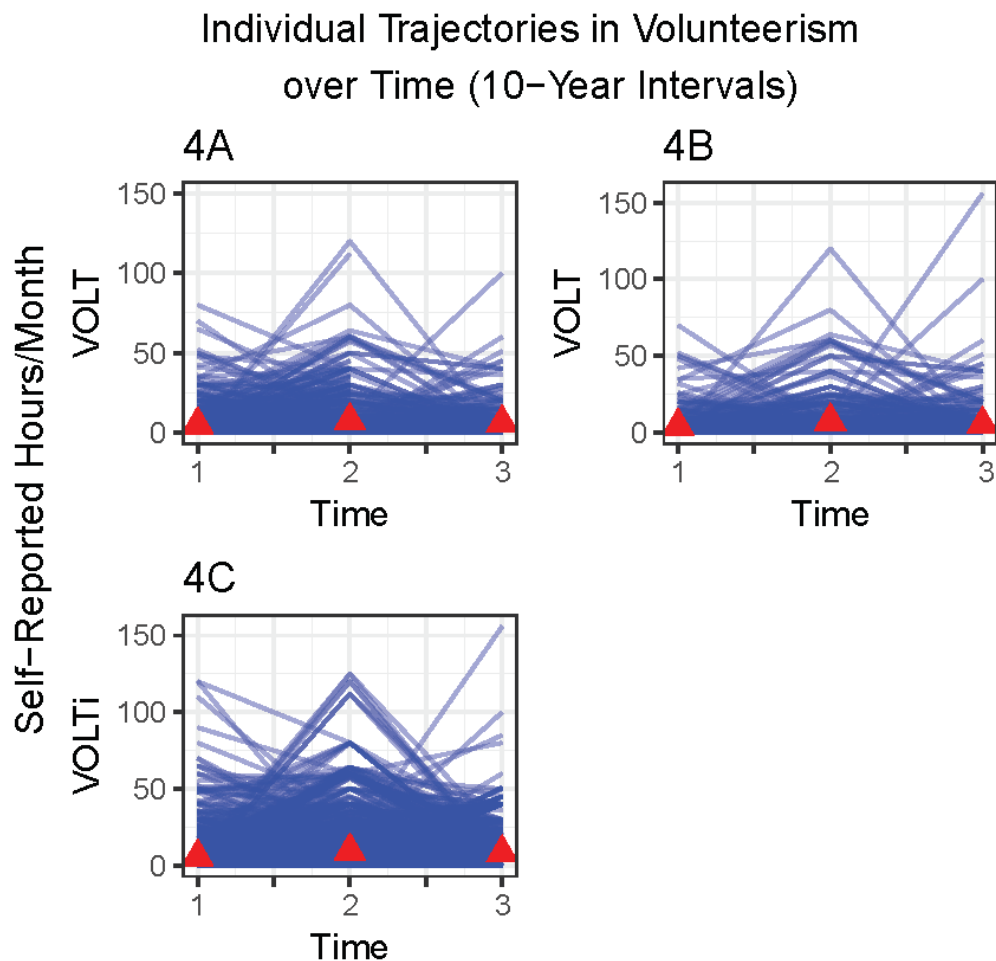 Individual Trajectories in Volunteerism
over Time (10−Year Intervals)
Self−Reported Hours/Month
4A
VOLT
150
100
50
0
1 2 3
Time
4B
VOLT
150
100
50
0
1 2 3
Time
4C
VOLTi
150
100
50
0
1 2 3
Time